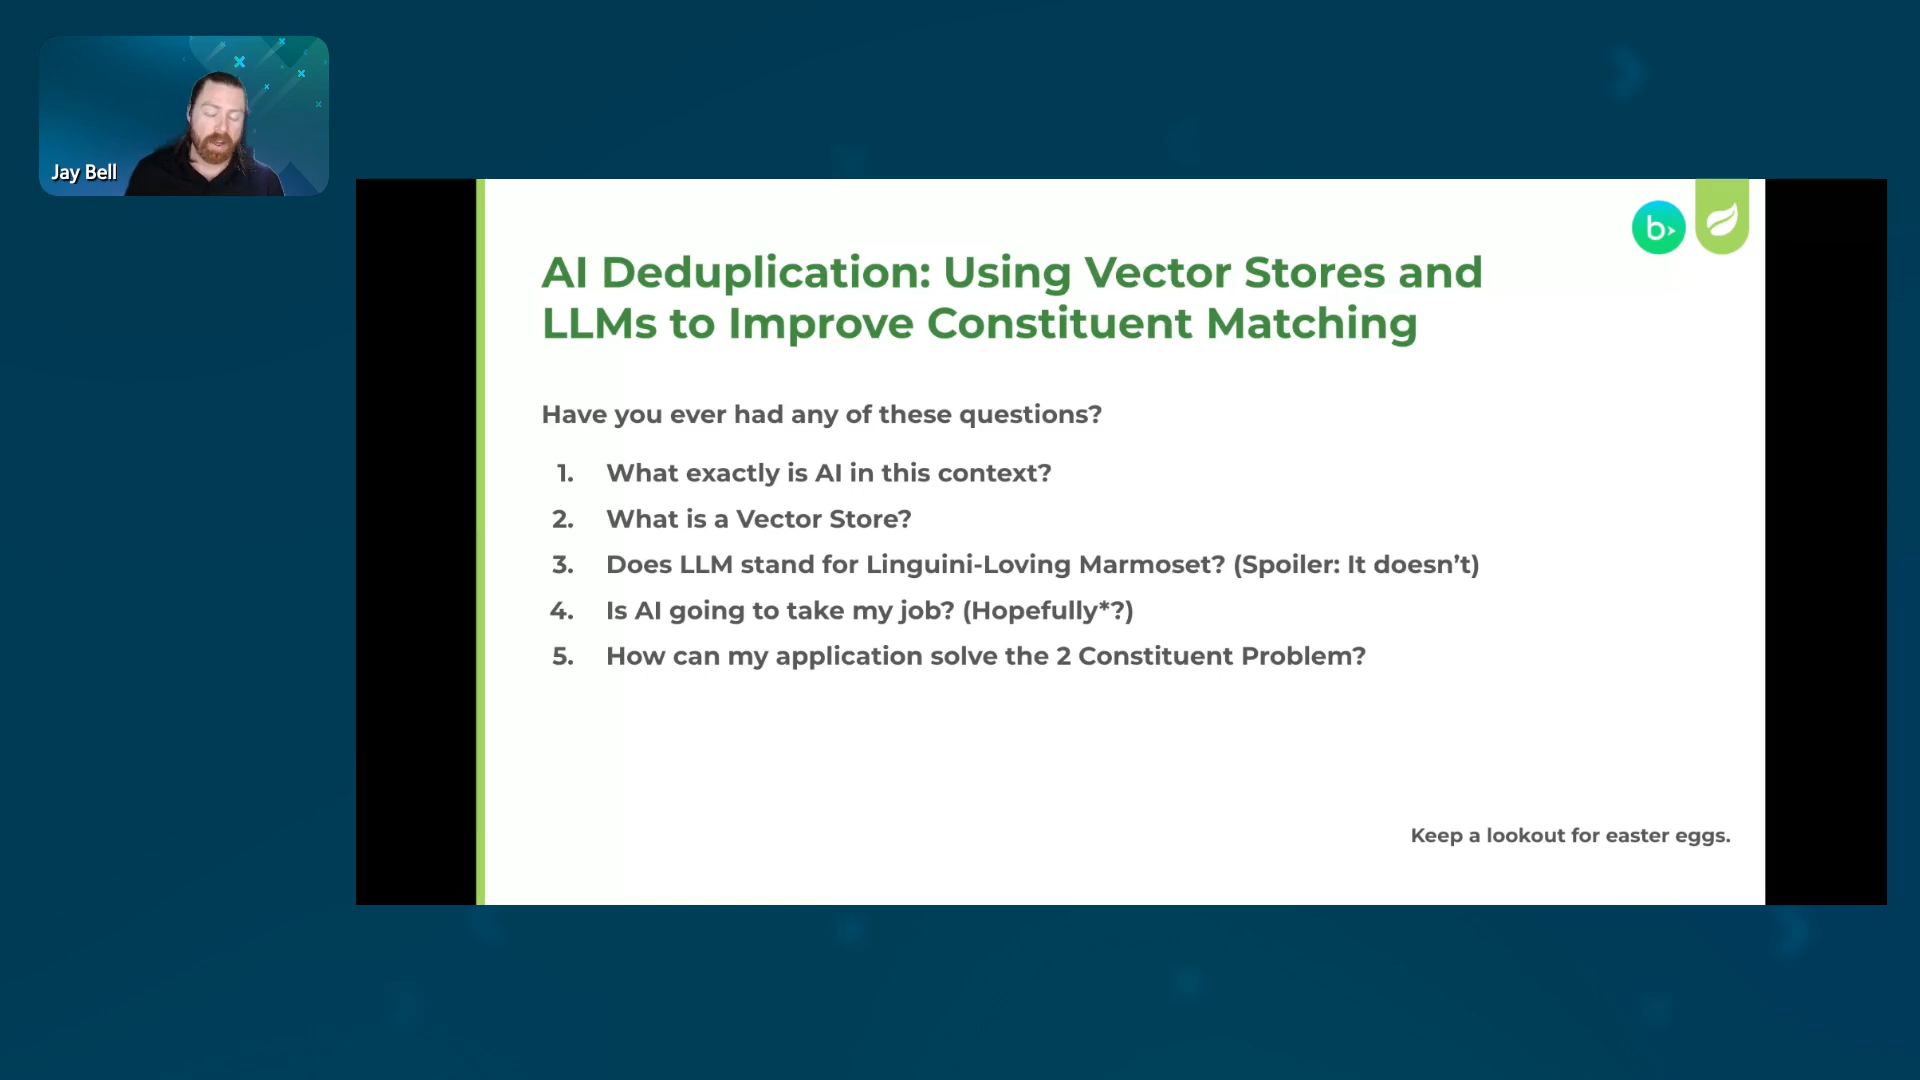 Jay Bell
b
AI Deduplication: Using Vector Stores and
LLMs to Improve Constituent Matching
Have you ever had any of these questions?
1. What exactly is AI in this context?
2. What is a Vector Store?
3. Does LLM stand for Linguini-Loving Marmoset? (Spoiler: It doesn’t)
4. Is AI going to take my job? (Hopefully*?)
5. How can my application solve the 2 Constituent Problem?
Keep a lookout for easter eggs.